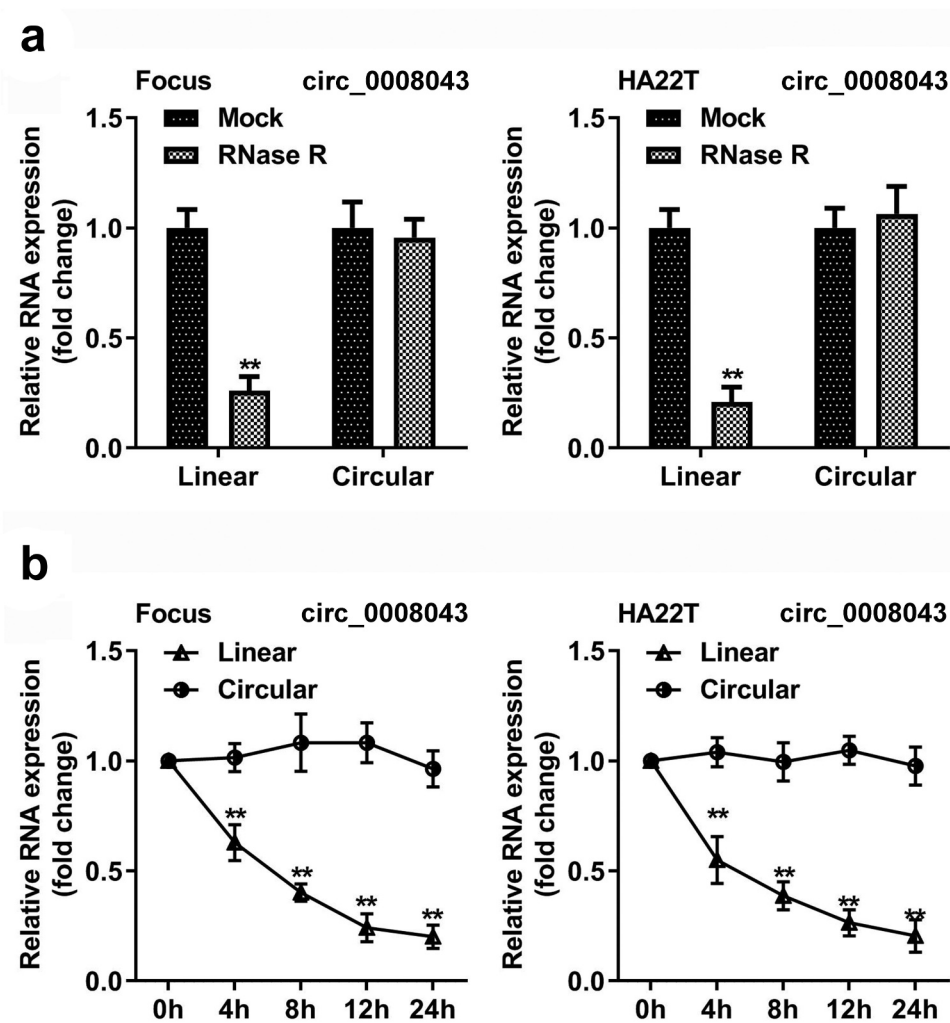 a
Focus circ_0008043
Mock
RNase R
Relative RNA expression
(fold change)
1.5
1.0
0.5
0.0
**
Linear Circular
HA22T circ_0008043
Mock
RNase R
Relative RNA expression
(fold change)
1.5
1.0
0.5
0.0
**
Linear Circular
b
Focus circ_0008043
Linear
Circular
Relative RNA expression
(fold change)
1.5
1.0
0.5
0.0
**
**
**
**
0h 4h 8h 12h 24h
HA22T circ_0008043
Linear
Circular
Relative RNA expression
(fold change)
1.5
1.0
0.5
0.0
**
**
**
**
0h 4h 8h 12h 24h